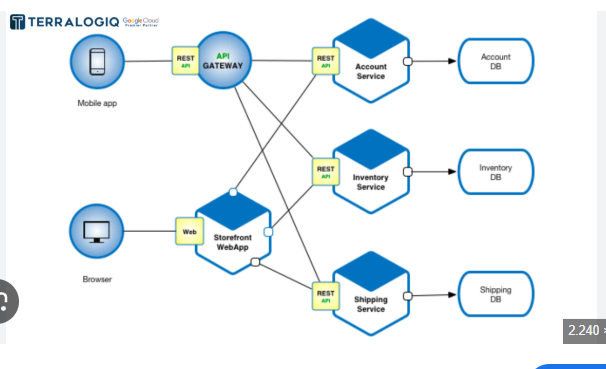 TERRALOGIQ Google Cloud
Premier Partner
REST
API
API
GATEWAY
REST
API
Account
Service
Account
DB
Mobile app
REST
API
Inventory
Service
Inventory
DB
Web
Storefront
WebApp
Browser
REST
API
Shipping
Service
Shipping
DB
2.240